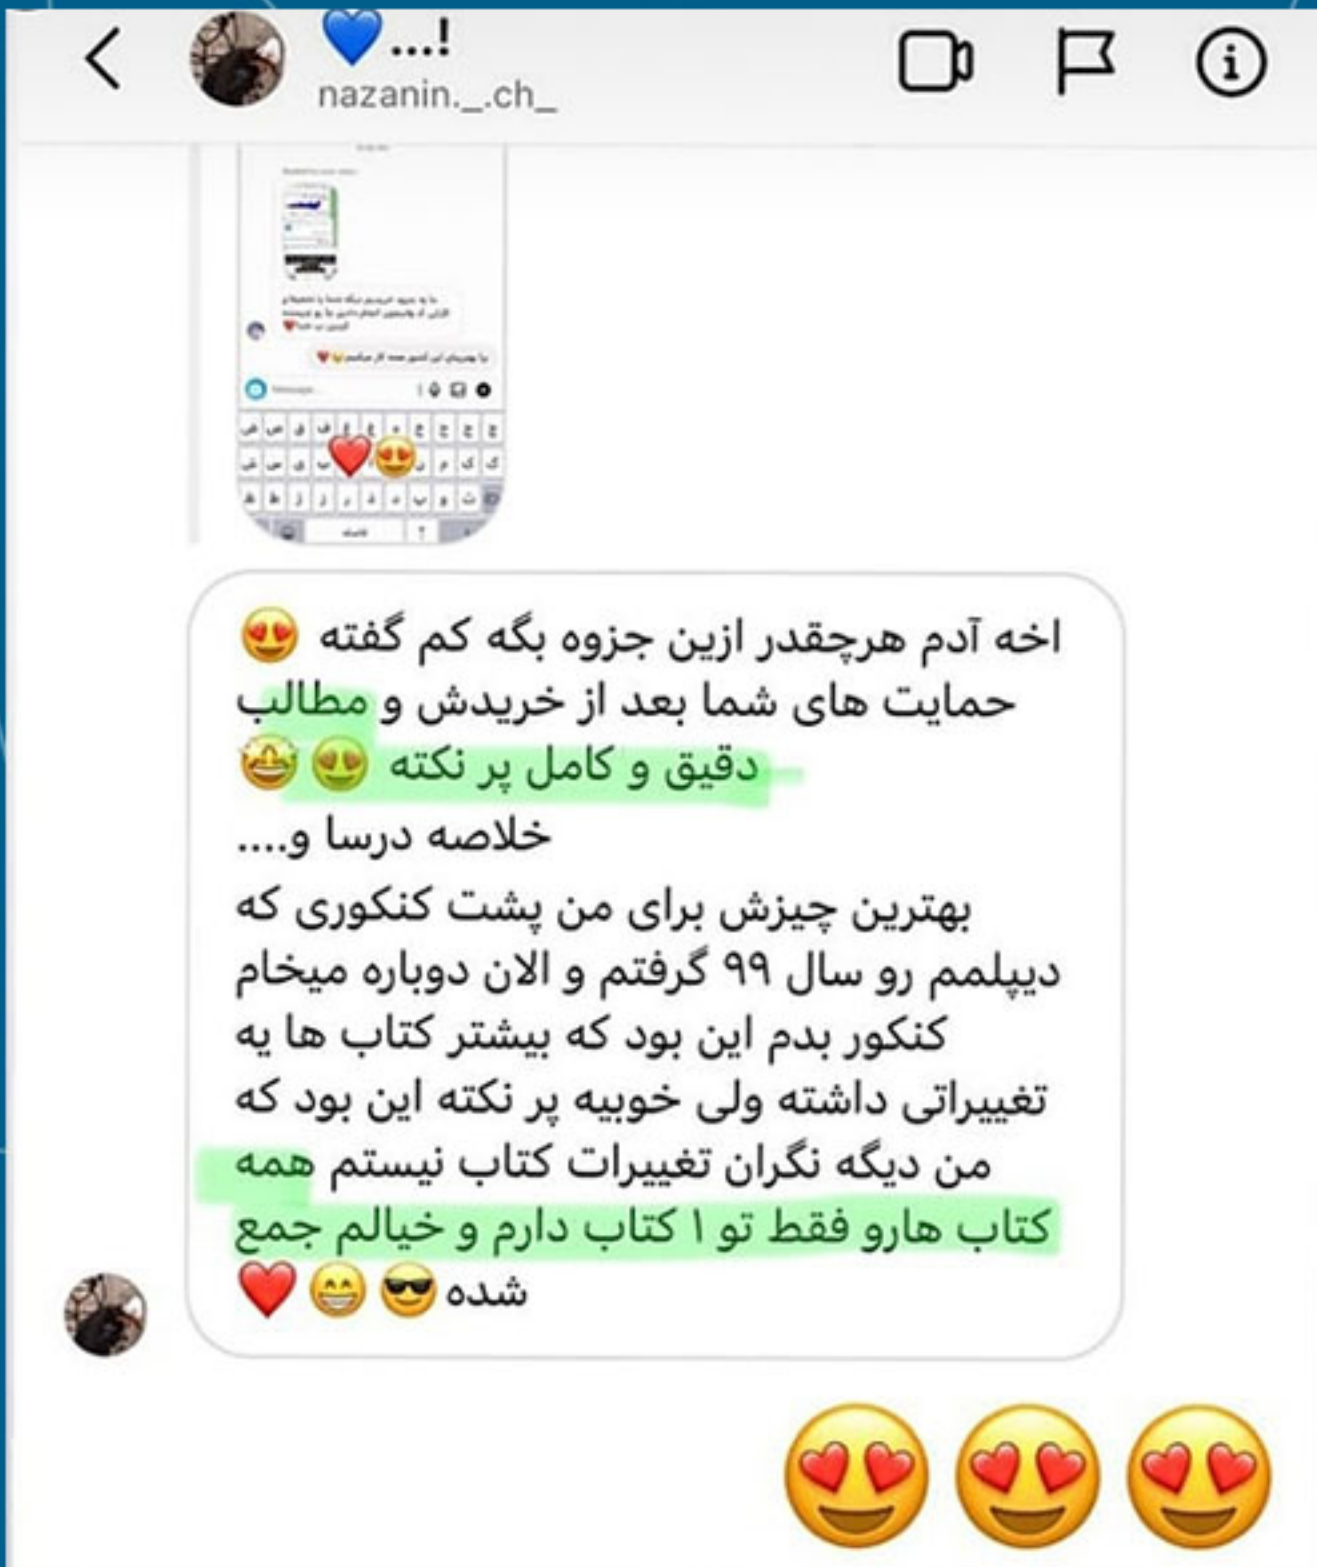 💙...!
nazanin._.ch_
اخه آدم هرچقدر ازین جزوه بگه کم گفته 😍
حمایت های شما بعد از خریدش و مطالب
دقیق و کامل پر نکته 😍🤩
خلاصه درسا و....
بهترین چیزش برای من پشت کنکوری که
دیپلمم رو سال ۹۹ گرفتم و الان دوباره میخام
کنکور بدم این بود که بیشتر کتاب ها یه
تغییراتی داشته ولی خوبیه پر نکته این بود که
من دیگه نگران تغییرات کتاب نیستم همه
کتاب هارو فقط تو ۱ کتاب دارم و خیالم جمع
شده 😎😁❤️
😍😍😍